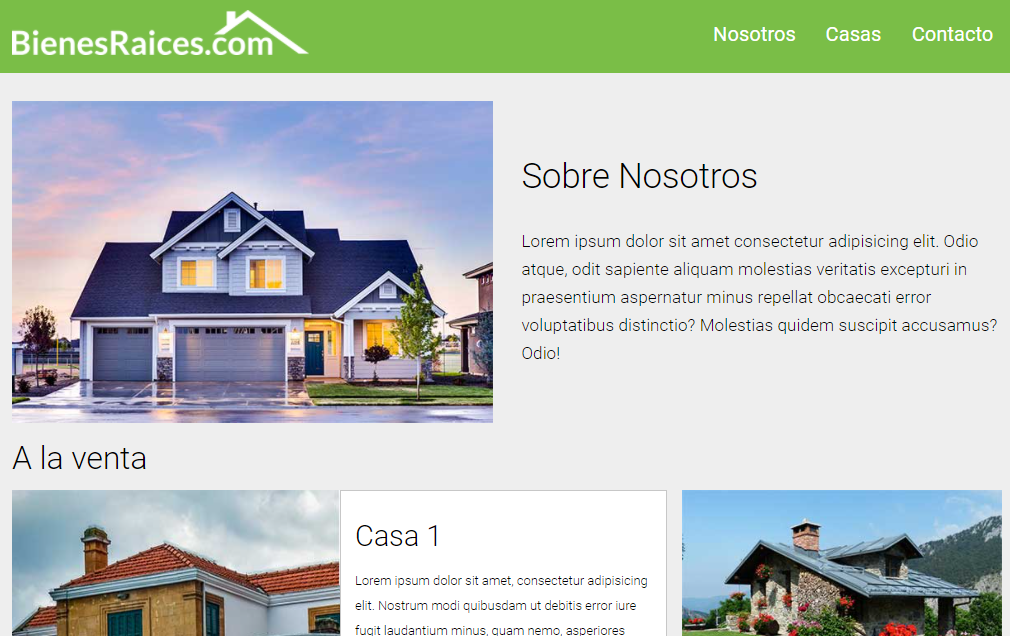 BienesRaices.com
Nosotros Casas Contacto
Sobre Nosotros
Lorem ipsum dolor sit amet consectetur adipisicing elit. Odio
atque, odit sapiente aliquam molestias veritatis excepturi in
praesentium aspernatur minus repellat obcaecati error
voluptatibus distinctio? Molestias quidem suscipit accusamus?
Odio!
A la venta
Casa 1
Lorem ipsum dolor sit amet, consectetur adipisicing
elit. Nostrum modi quibusdam ut debitis error iure
fugit laudantium minus, quam nemo, asperiores